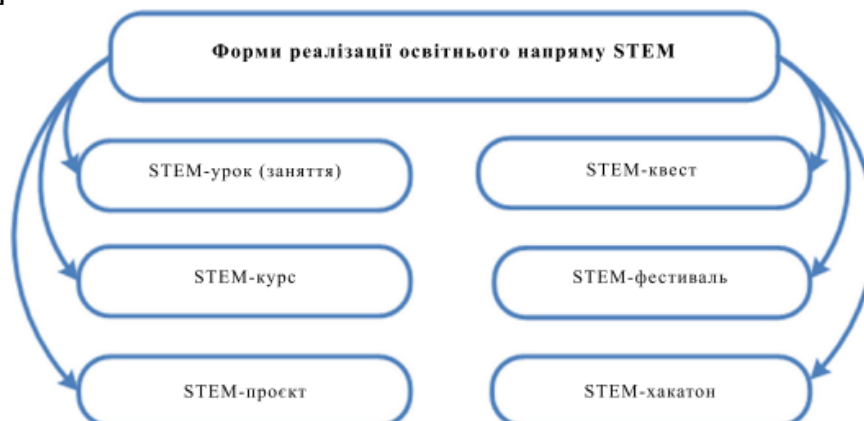 Форми реалізації освітнього напряму STEM
STEM-урок (заняття)
STEM-квест
STEM-курс
STEM-фестиваль
STEM-проєкт
STEM-хакатон